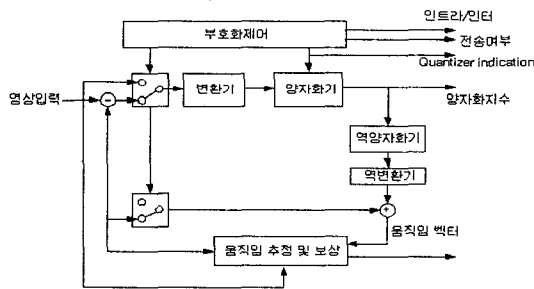 인트라/인터
부호화제어
전송여부
Quantizer indication
영상입력
변환기
양자화기
양자화지수
역양자화기
역변환기
움직임 벡터
움직임 추정 및 보상